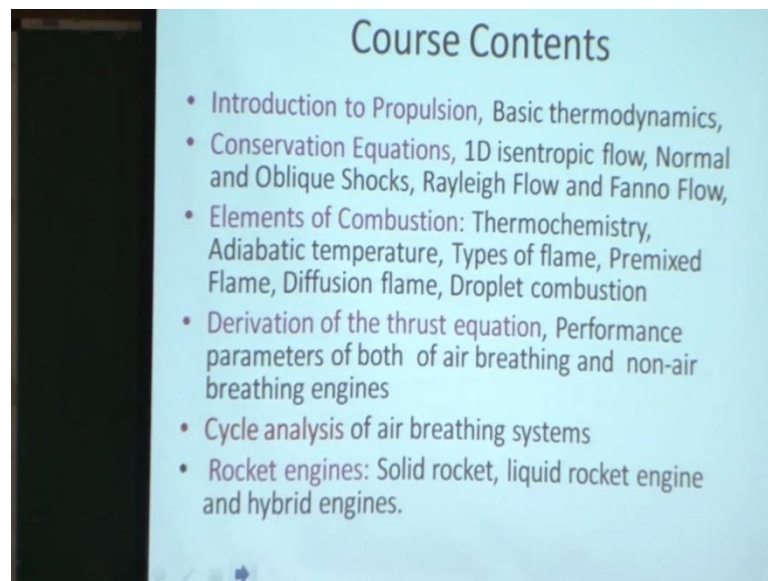 Course Contents
• Introduction to Propulsion, Basic thermodynamics,
• Conservation Equations, 1D isentropic flow, Normal
and Oblique Shocks, Rayleigh Flow and Fanno Flow,
• Elements of Combustion: Thermochemistry,
Adiabatic temperature, Types of flame, Premixed
Flame, Diffusion flame, Droplet combustion
• Derivation of the thrust equation, Performance
parameters of both of air breathing and non-air
breathing engines
• Cycle analysis of air breathing systems
• Rocket engines: Solid rocket, liquid rocket engine
and hybrid engines.